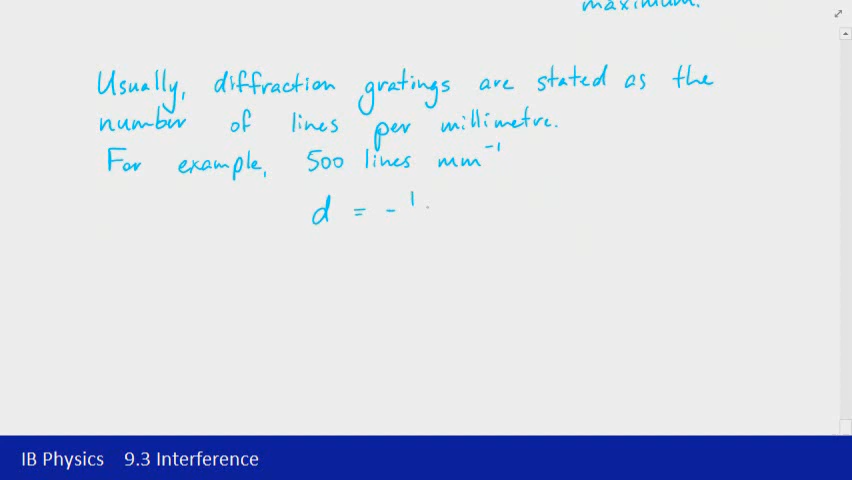 maximum.
Usually, diffraction gratings are stated as the
number of lines per millimetre.
For example, 500 lines mm⁻¹
d = - 1
IB Physics 9.3 Interference